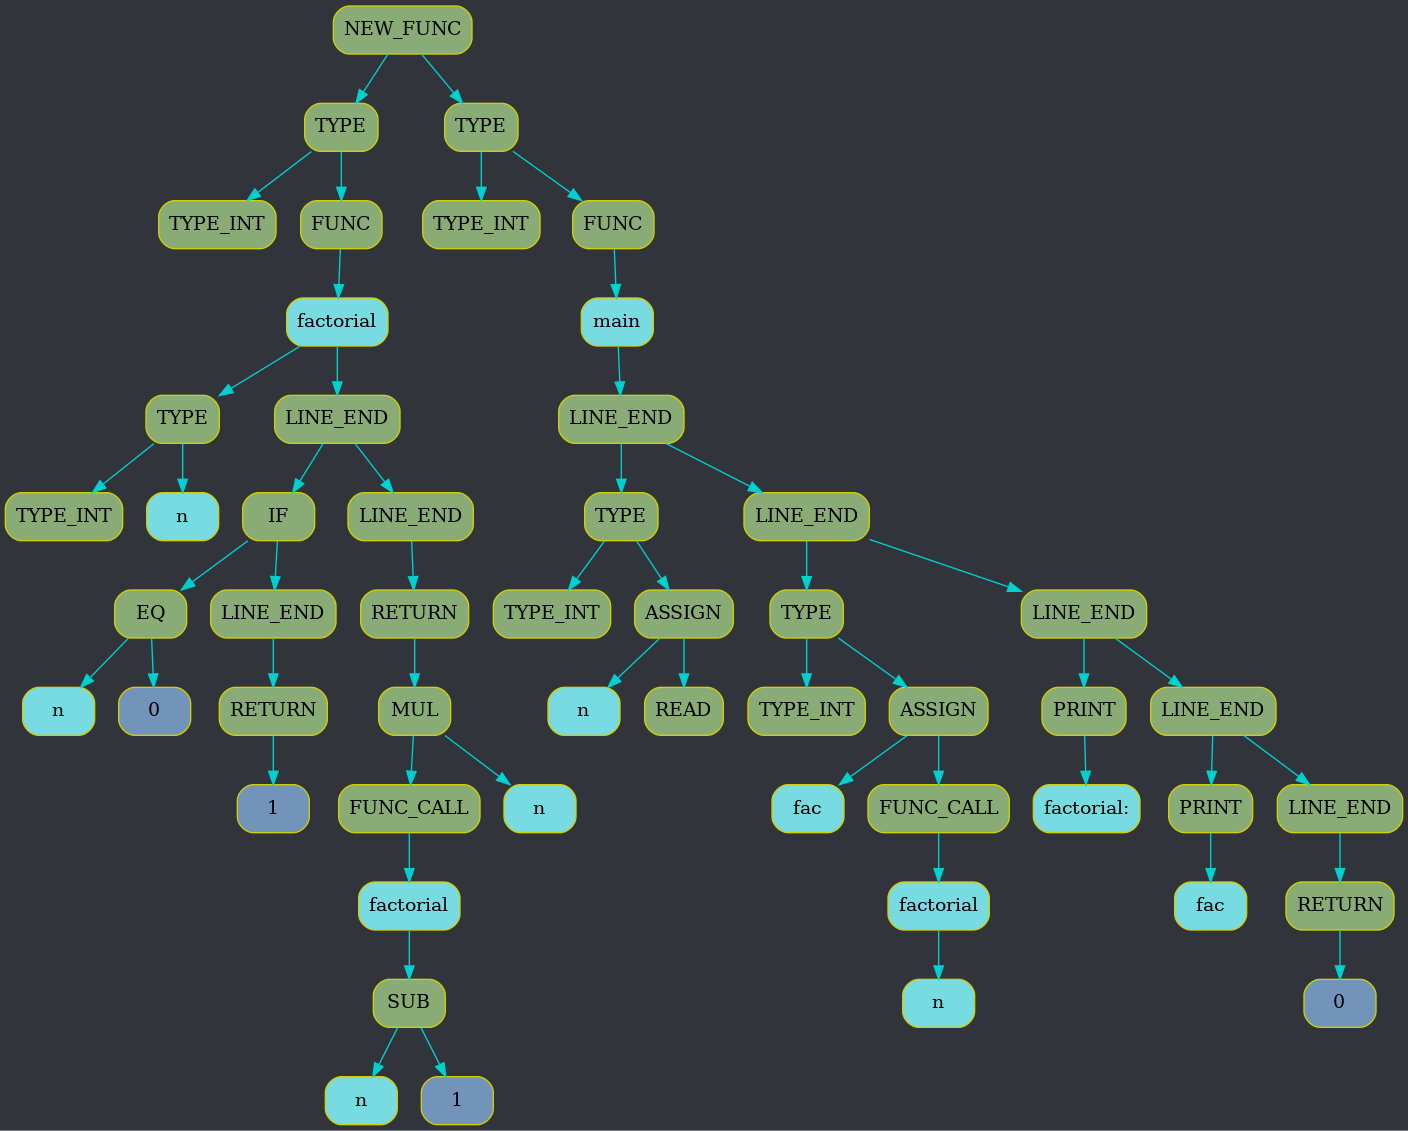 NEW_FUNC
TYPE TYPE
TYPE_INT FUNC TYPE_INT FUNC
factorial main
TYPE LINE_END LINE_END
TYPE_INT n IF LINE_END TYPE LINE_END
EQ LINE_END RETURN TYPE_INT ASSIGN TYPE LINE_END
n 0 RETURN MUL n READ TYPE_INT ASSIGN PRINT LINE_END
1 FUNC_CALL n fac FUNC_CALL factorial: PRINT LINE_END
factorial factorial fac RETURN
SUB n 0
n 1